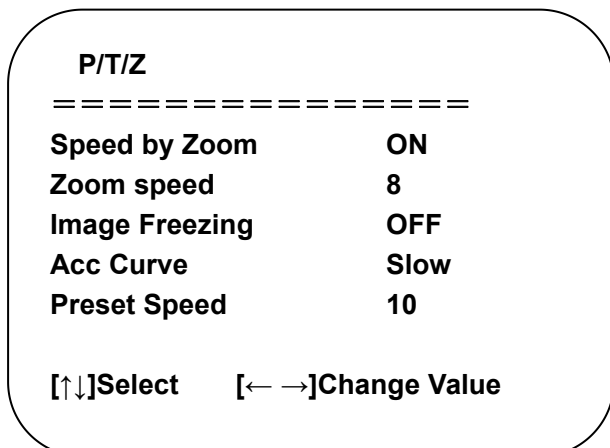 P/T/Z
===============
Speed by Zoom ON
Zoom speed 8
Image Freezing OFF
Acc Curve Slow
Preset Speed 10
[↑↓]Select [← →]Change Value